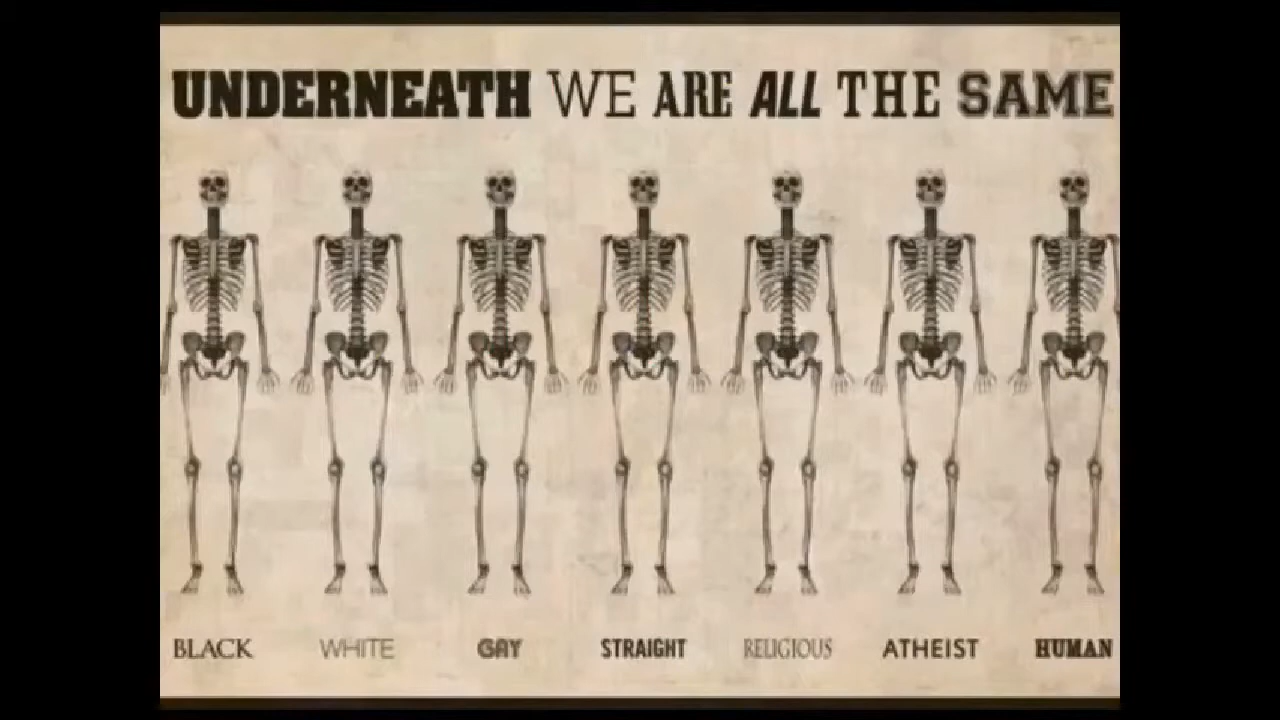 UNDERNEATH WE ARE ALL THE SAME
BLACK WHITE GAY STRAIGHT RELIGIOUS ATHEIST HUMAN